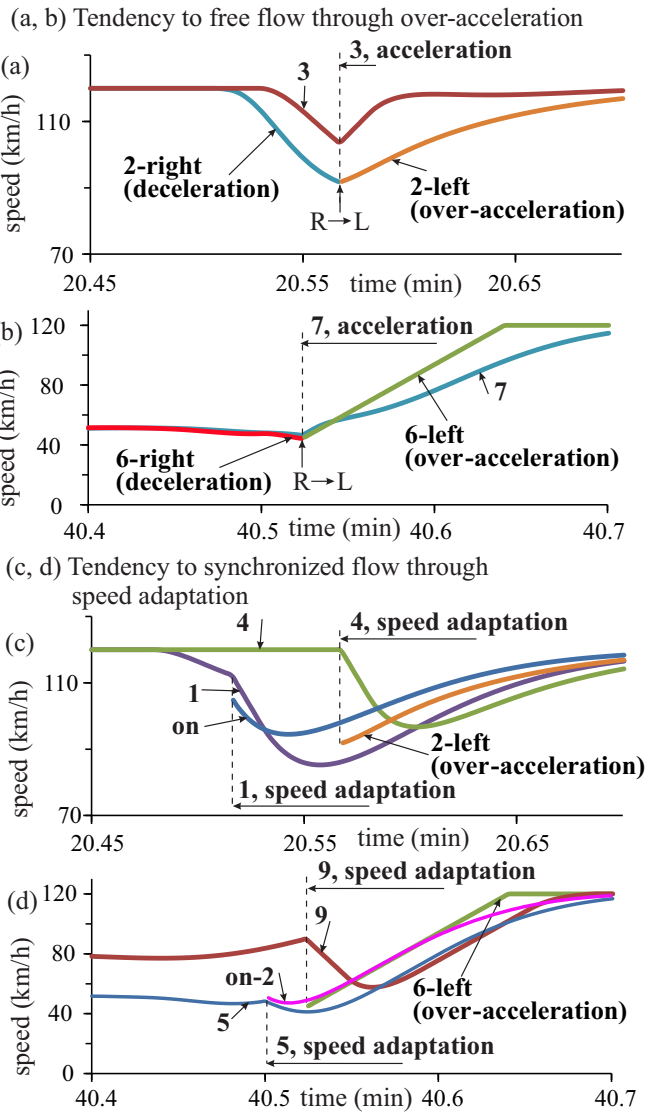 (a, b) Tendency to free flow through over-acceleration
(a)
3, acceleration
3
110
speed (km/h)
2-right
(deceleration)
2-left
(over-acceleration)
R→L
70
20.45
20.55
time (min)
20.65
b)
120
7, acceleration
80
speed (km/h)
7
40
6-right
(deceleration)
6-left
(over-acceleration)
R→L
0
40.4
40.5
time (min)
40.6
40.7
(c, d) Tendency to synchronized flow through
speed adaptation
(c)
4
4, speed adaptation
110
speed (km/h)
1
on
2-left
(over-acceleration)
1, speed adaptation
70
20.45
20.55
time (min)
20.65
(d)
120
9, speed adaptation
9
80
speed (km/h)
on-2
6-left
(over-acceleration)
40
5
5, speed adaptation
0
40.4
40.5
time (min)
40.6
40.7